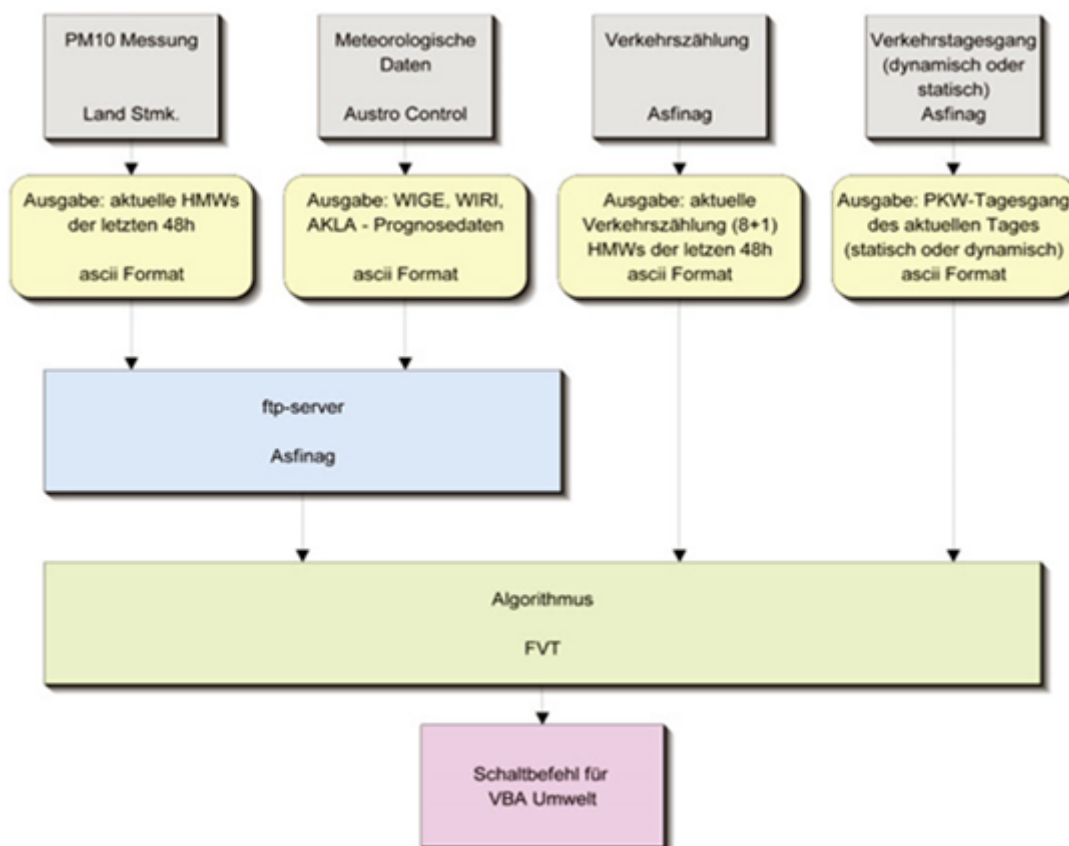 PM10 Messung
Land Stmk.
Meteorologische
Daten
Austro Control
Verkehrszählung
Asfinag
Verkehrstagesgang
(dynamisch oder
statisch)
Asfinag
Ausgabe: aktuelle HMWs
der letzten 48h
ascii Format
Ausgabe: WIGE, WIRI,
AKLA - Prognosedaten
ascii Format
Ausgabe: aktuelle
Verkehrszählung (8+1)
HMWs der letzen 48h
ascii Format
Ausgabe: PKW-Tagesgang
des aktuellen Tages
(statisch oder dynamisch)
ascii Format
ftp-server
Asfinag
Algorithmus
FVT
Schaltbefehl für
VBA Umwelt